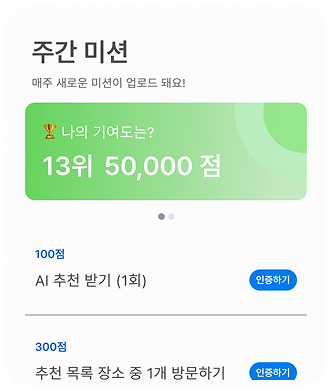 주간 미션
매주 새로운 미션이 업로드 돼요!
🏆 나의 기여도는?
13위 50,000 점
100점
AI 추천 받기 (1회)
인증하기
300점
추천 목록 장소 중 1개 방문하기
인증하기